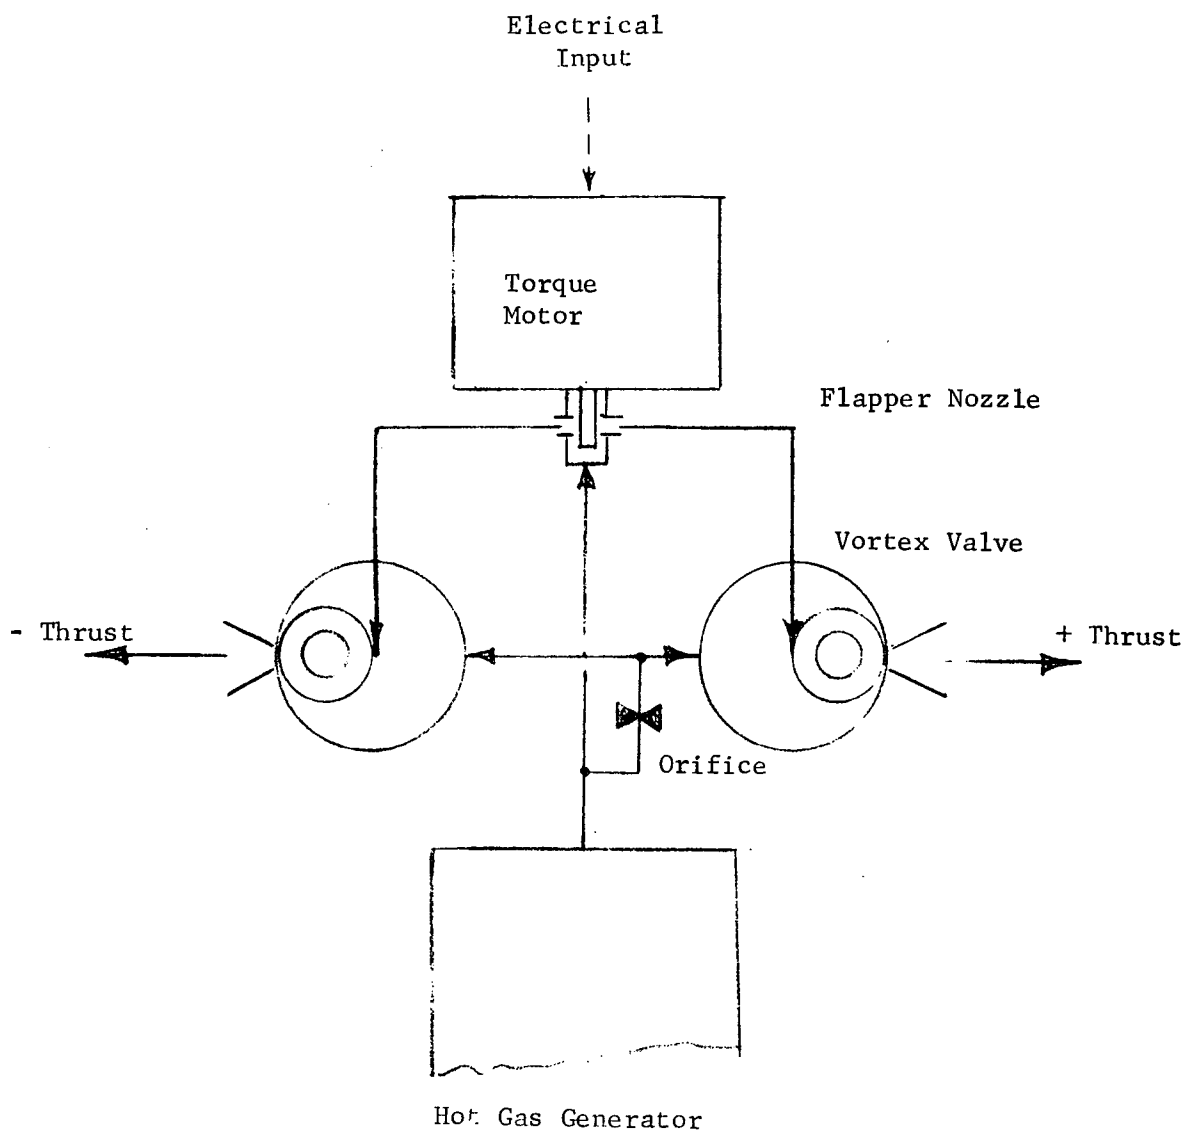 Electrical
Input
Torque
Motor
Flapper Nozzle
Vortex Valve
- Thrust
+ Thrust
Orifice
Hot Gas Generator